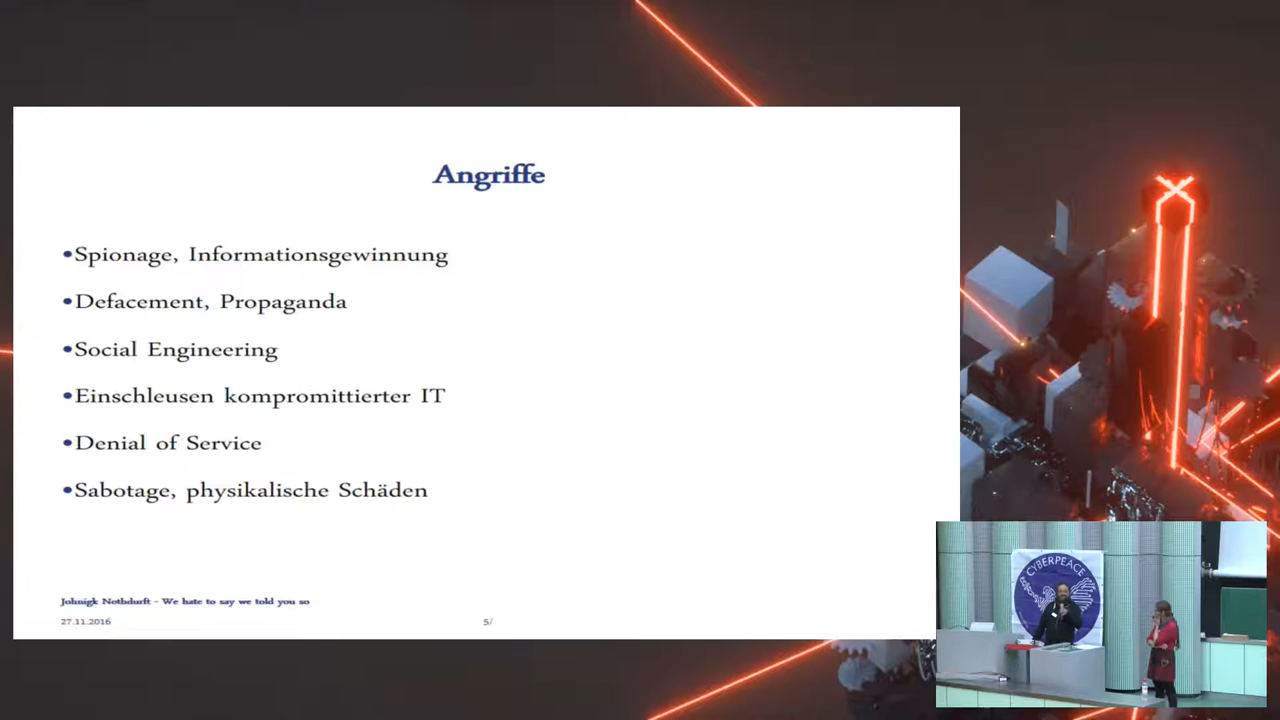 Angriffe
•Spionage, Informationsgewinnung
•Defacement, Propaganda
•Social Engineering
•Einschleusen kompromittierter IT
•Denial of Service
•Sabotage, physikalische Schäden
Johnigk Nothdurft - We hate to say we told you so
27.11.2016
5/
CYBERPEACE